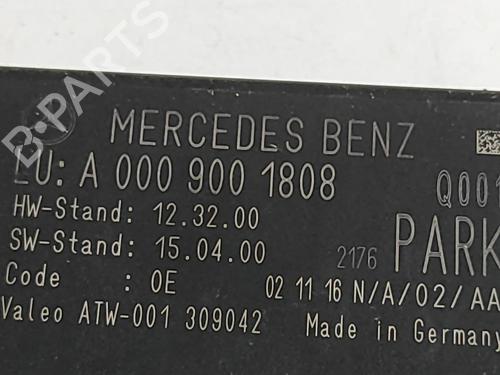 B-PARTS
MERCEDES BENZ
LU: A 000 900 1808 Q001
HW-Stand: 12.32.00
SW-Stand: 15.04.00 2176 PARK
Code : 0E 02 11 16 N/A/02/AA
Valeo ATW-001 309042 Made in Germany